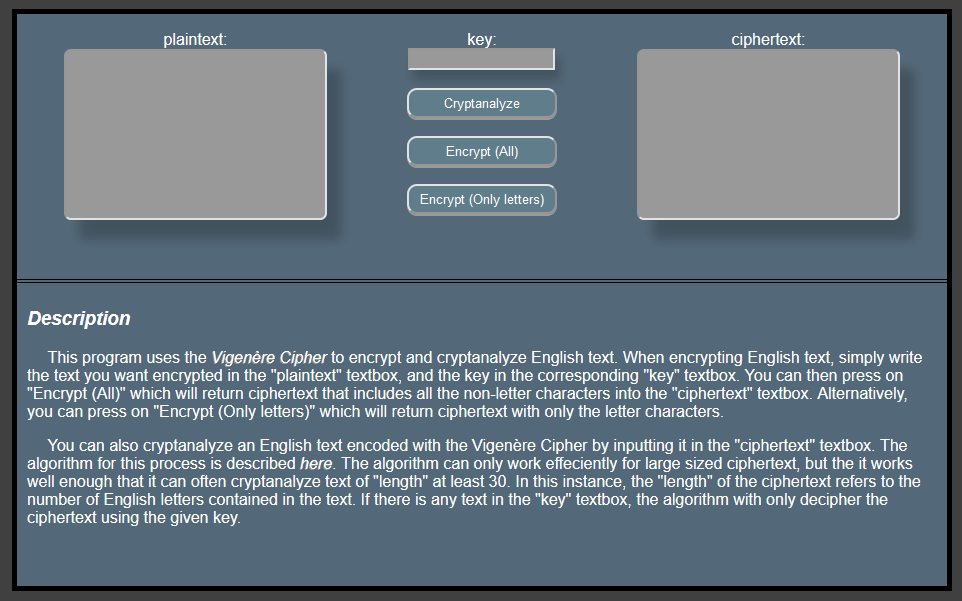 plaintext: key: ciphertext:
Cryptanalyze
Encrypt (All)
Encrypt (Only letters)
Description
This program uses the Vigenère Cipher to encrypt and cryptanalyze English text. When encrypting English text, simply write
the text you want encrypted in the "plaintext" textbox, and the key in the corresponding "key" textbox. You can then press on
"Encrypt (All)" which will return ciphertext that includes all the non-letter characters into the "ciphertext" textbox. Alternatively,
you can press on "Encrypt (Only letters)" which will return ciphertext with only the letter characters.
You can also cryptanalyze an English text encoded with the Vigenère Cipher by inputting it in the "ciphertext" textbox. The
algorithm for this process is described here. The algorithm can only work effeciently for large sized ciphertext, but the it works
well enough that it can often cryptanalyze text of "length" at least 30. In this instance, the "length" of the ciphertext refers to the
number of English letters contained in the text. If there is any text in the "key" textbox, the algorithm with only decipher the
ciphertext using the given key.